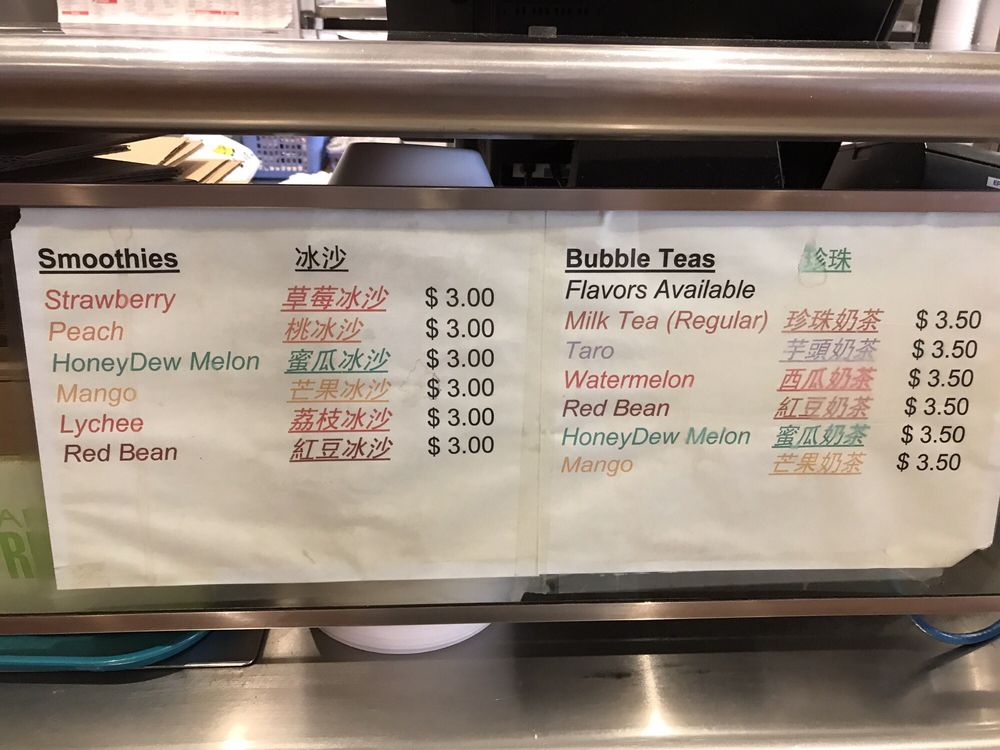 Smoothies 冰沙
Strawberry 草莓冰沙 $ 3.00
Peach 桃冰沙 $ 3.00
HoneyDew Melon 蜜瓜冰沙 $ 3.00
Mango 芒果冰沙 $ 3.00
Lychee 荔枝冰沙 $ 3.00
Red Bean 紅豆冰沙 $ 3.00
Bubble Teas 珍珠
Flavors Available
Milk Tea (Regular) 珍珠奶茶 $ 3.50
Taro 芋頭奶茶 $ 3.50
Watermelon 西瓜奶茶 $ 3.50
Red Bean 紅豆奶茶 $ 3.50
HoneyDew Melon 蜜瓜奶茶 $ 3.50
Mango 芒果奶茶 $ 3.50